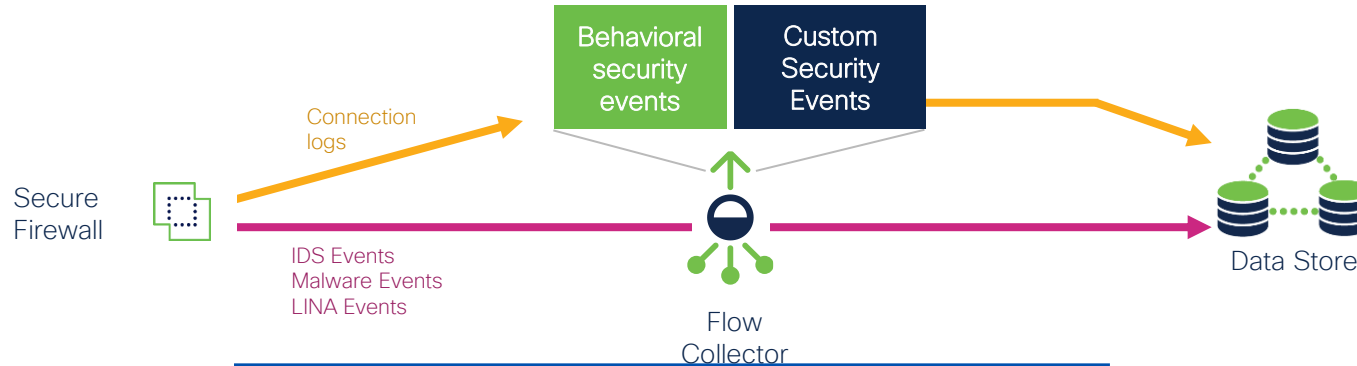 Behavioral
security
events
Custom
Security
Events
Connection
logs
Secure
Firewall
IDS Events
Malware Events
LINA Events
Flow
Collector
Data Store